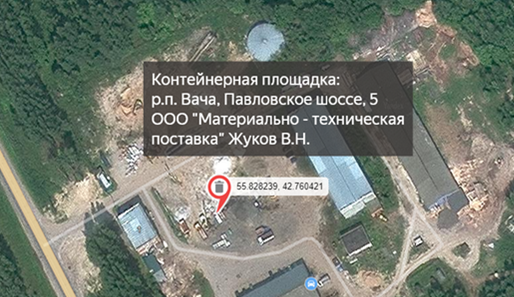 Контейнерная площадка:
р.п. Вача, Павловское шоссе, 5
ООО "Материально - техническая
поставка" Жуков В.Н.
55.828239, 42.760421